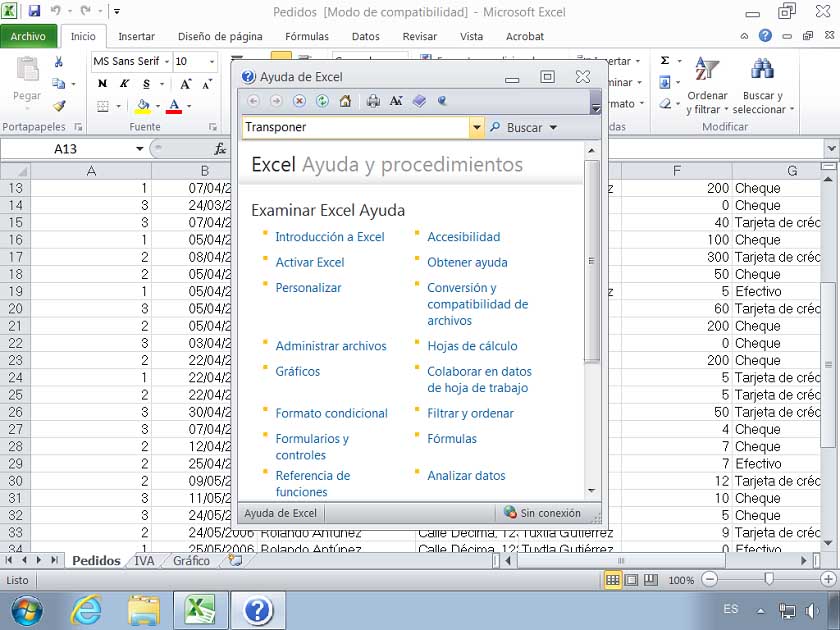 Pedidos [Modo de compatibilidad] - Microsoft Excel
Archivo Inicio Insertar Diseño de página Fórmulas Datos Revisar Vista Acrobat
MS Sans Serif 10
Pegar
N K S
Ordenar y filtrar
Buscar y seleccionar
Portapapeles Fuente Modificar
A13 fx
A B F G
13 1 07/04/2 200 Cheque
14 3 24/03/2 0 Cheque
15 3 07/04/2 40 Tarjeta de créc
16 1 05/04/2 100 Cheque
17 2 08/04/2 300 Tarjeta de créc
18 2 05/04/2 50 Cheque
19 1 05/04/2 5 Efectivo
20 3 05/04/2 60 Tarjeta de créc
21 2 05/04/2 200 Cheque
22 3 03/04/2 0 Cheque
23 2 22/04/2 200 Cheque
24 1 22/04/2 5 Tarjeta de créc
25 2 22/04/2 5 Tarjeta de créc
26 3 30/04/2 50 Tarjeta de créc
27 3 07/04/2 4 Cheque
28 2 12/04/2 7 Cheque
29 2 25/04/2 7 Efectivo
30 2 09/05/2 12 Tarjeta de créc
31 3 11/05/2 10 Cheque
32 3 24/05/2 5 Cheque
33 2 24/05/2006 Rolando Antúnez Calle Décima, 12: Tuxtla Gutiérrez 9 Tarjeta de créc
34 1 25/05/2006 Rolando Antúnez Calle Décima, 12: Tuxtla Gutiérrez 0 Efectivo
Ayuda de Excel
Transponer Buscar
Excel Ayuda y procedimientos
Examinar Excel Ayuda
Introducción a Excel Accesibilidad
Activar Excel Obtener ayuda
Personalizar Conversión y
compatibilidad de
archivos
Administrar archivos Hojas de cálculo
Gráficos Colaborar en datos
de hoja de trabajo
Formato condicional Filtrar y ordenar
Formularios y Fórmulas
controles
Referencia de Analizar datos
funciones
Ayuda de Excel Sin conexión
Pedidos IVA Gráfico
Listo 100%
ES